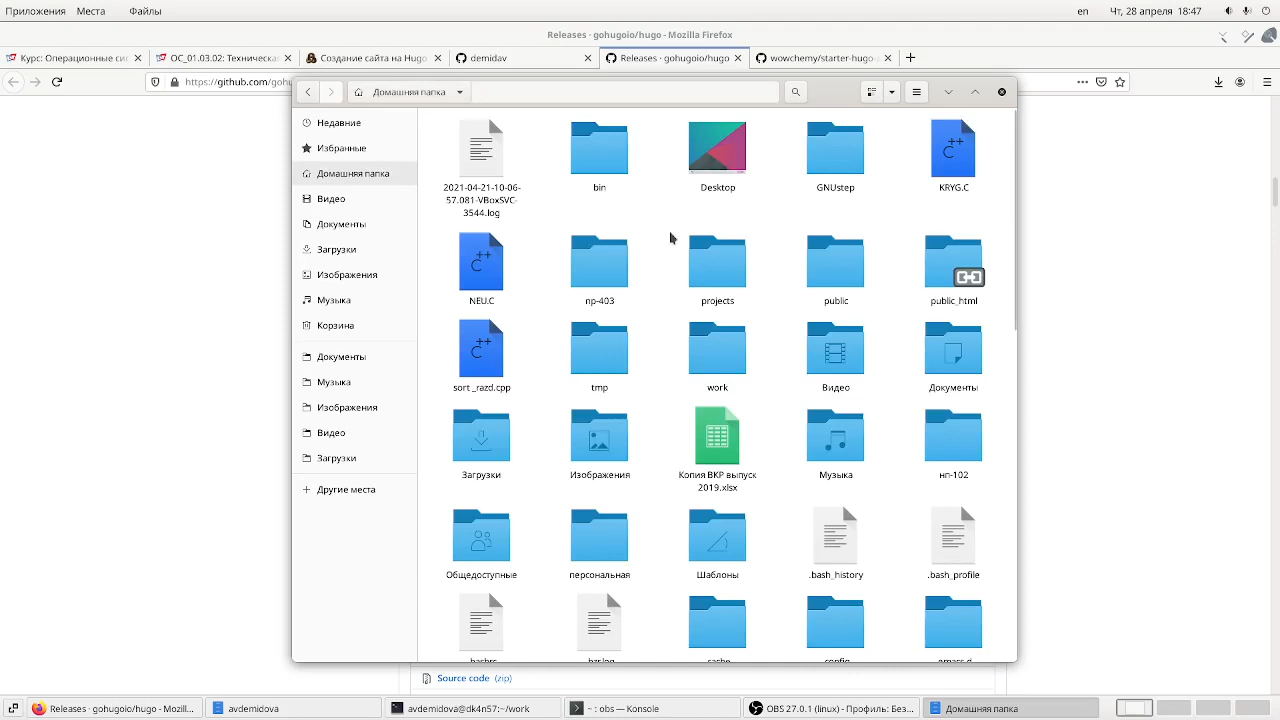 Приложения Места Файлы en Чт, 28 апреля 18:47
Releases · gohugoio/hugo - Mozilla Firefox
Курс: Операционные сис ОС_01.03.02: Техническа Создание сайта на Hugo demidav Releases · gohugoio/hugo wowchemy/starter-hugo-
https://github.com/gohu
Домашняя папка
Недавние
Избранные
Домашняя папка
Видео
Документы
Загрузки
Изображения
Музыка
Корзина
Документы
Музыка
Изображения
Видео
Загрузки
Другие места
2021-04-21-10-06-
57.081-VBoxSVC-
3544.log
bin
Desktop
GNUstep
KRYG.C
NEU.C
np-403
projects
public
public_html
sort _razd.cpp
tmp
work
Видео
Документы
Загрузки
Изображения
Копия ВКР выпуск
2019.xlsx
Музыка
нп-102
Общедоступные
персональная
Шаблоны
.bash_history
.bash_profile
Source code (zip)
Releases · gohugoio/hugo - Mozill... avdemidova avdemidova@dk4n57:~/work ~ : obs — Konsole OBS 27.0.1 (linux) - Профиль: Без... Домашняя папка